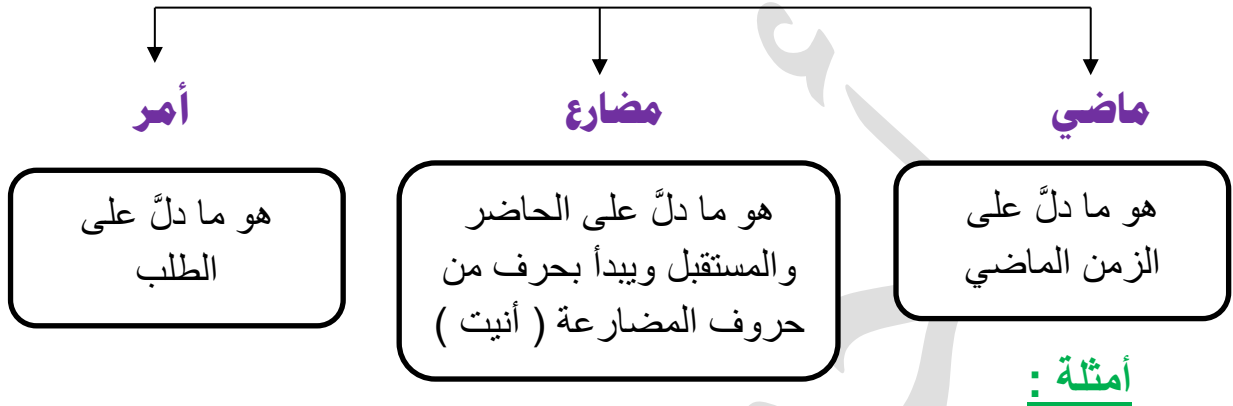 ماضي
مضارع
أمر
هو ما دلَّ على
الزمن الماضي
هو ما دلَّ على الحاضر
والمستقبل ويبدأ بحرف من
حروف المضارعة ( أنيت )
هو ما دلَّ على
الطلب
أمثلة :